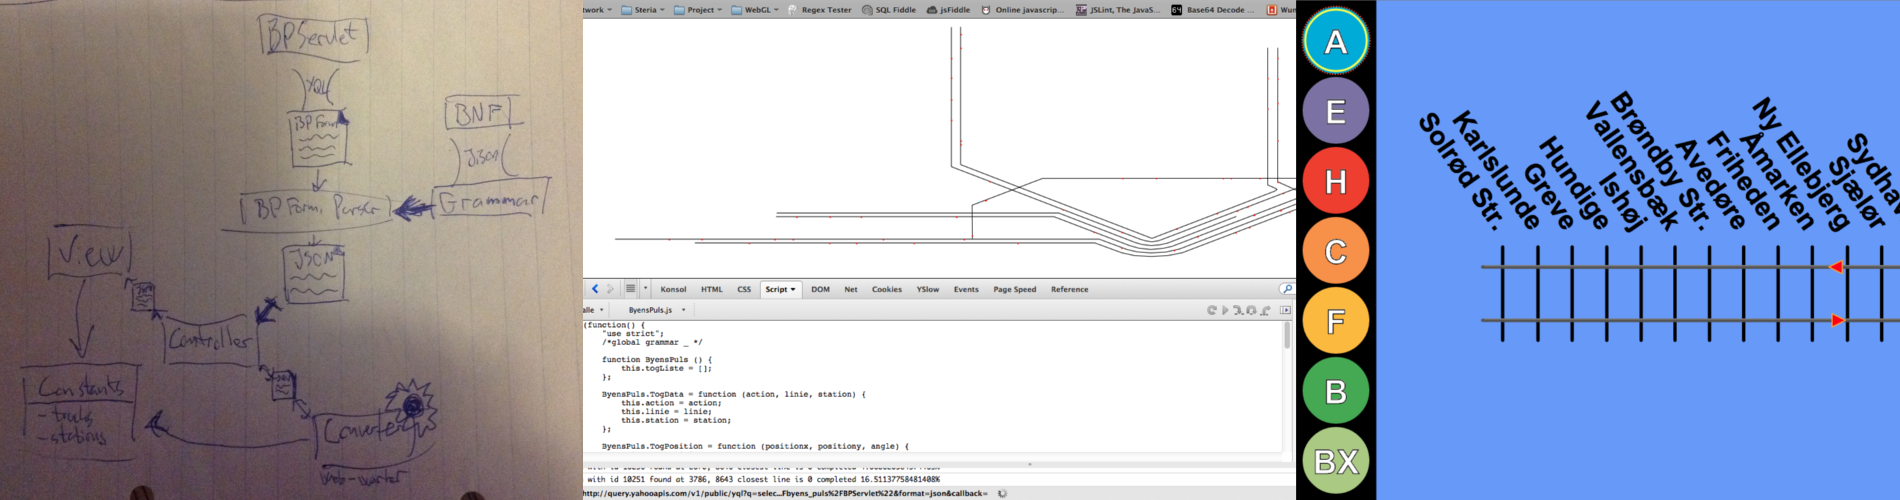 BPServlet
XQL
BP Form.
BNF
Json
Grammar
BP Form. Parser
JSON
View
Controller
Constants
- trails
- stations
Converter
web-worker
twork
Steria
Project
WebGL
Regex Tester
SQL Fiddle
jsFiddle
Online javascrip...
JSLint, The JavaS...
64
Base64 Decode ...
Wun
Konsol
HTML
CSS
Script
DOM
Net
Cookies
YSlow
Events
Page Speed
Reference
alle
ByensPuls.js
(function() {
"use strict";
/*global grammar _ */
function ByensPuls () {
this.togListe = [];
};
ByensPuls.TogData = function (action, linie, station) {
this.action = action;
this.linie = linie;
this.station = station;
};
ByensPuls.TogPosition = function (positionx, positiony, angle) {
with id 10251 found at 3786, 8643 closest line is 0 completed 16.51137758481408%
http://query.yahooapis.com/v1/public/yql?q=selec...Fbyens_puls%2FBPServlet%22&format=json&callback=
A
E
H
C
F
B
BX
Solrød Str.
Karlslunde
Greve
Hundige
Ishøj
Vallensbæk
Brøndby Str.
Avedøre
Friheden
Åmarken
Ny Ellebjerg
Sjælør
Sydhav